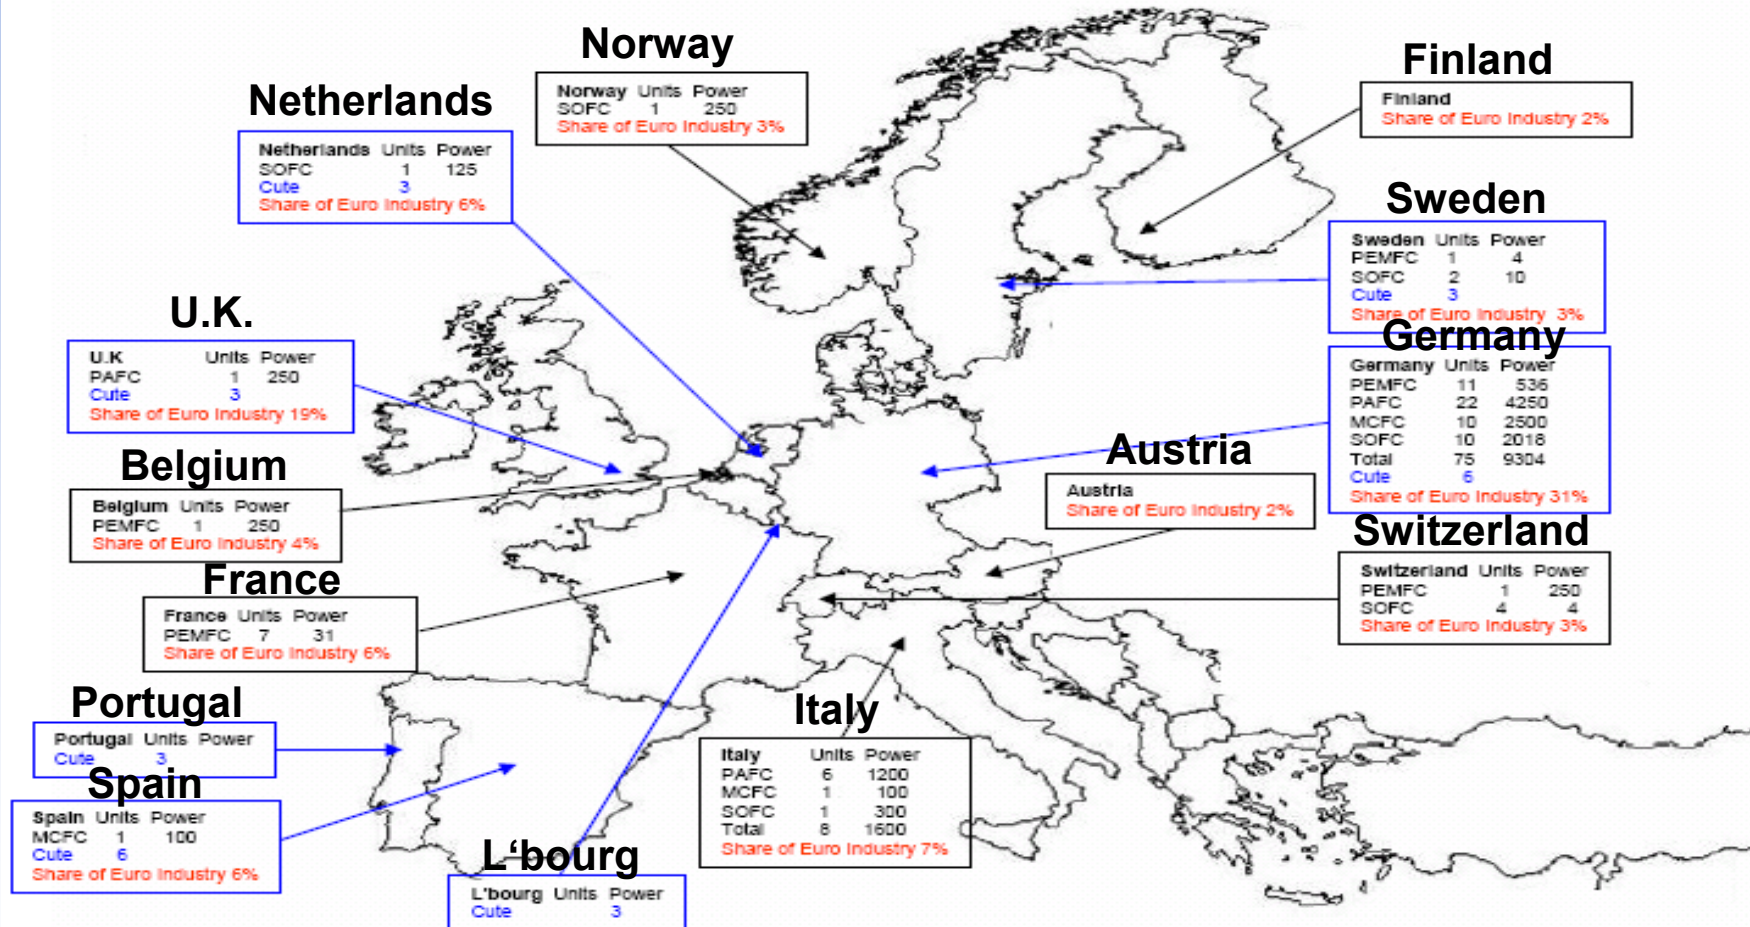 Norway
Norway Units Power
SOFC 1 250
Share of Euro Industry 3%
Finland
Finland
Share of Euro Industry 2%
Netherlands
Netherlands Units Power
SOFC 1 125
Cute 3
Share of Euro Industry 6%
Sweden
Sweden Units Power
PEMFC 1 4
SOFC 2 10
Cute 3
Share of Euro Industry 3%
U.K.
U.K Units Power
PAFC 1 250
Cute 3
Share of Euro Industry 19%
Germany
Germany Units Power
PEMFC 11 536
PAFC 22 4250
MCFC 10 2500
SOFC 10 2018
Total 75 9304
Cute 6
Share of Euro Industry 31%
Belgium
Belgium Units Power
PEMFC 1 250
Share of Euro Industry 4%
Austria
Austria
Share of Euro Industry 2%
Switzerland
Switzerland Units Power
PEMFC 1 250
SOFC 4 4
Share of Euro Industry 3%
France
France Units Power
PEMFC 7 31
Share of Euro Industry 6%
Portugal
Portugal Units Power
Cute 3
Spain
Spain Units Power
MCFC 1 100
Cute 6
Share of Euro Industry 6%
Italy
Italy Units Power
PAFC 6 1200
MCFC 1 100
SOFC 1 300
Total 8 1600
Share of Euro Industry 7%
L‘bourg
L'bourg Units Power
Cute 3